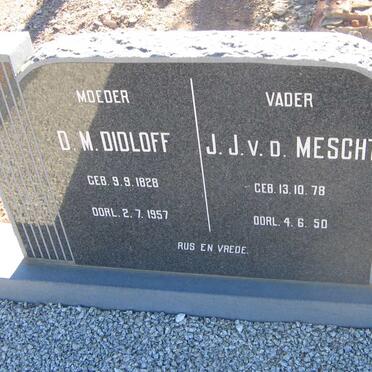 MOEDER
D. M. DIDLOFF
GEB. 9. 9. 1828
OORL. 2. 7. 1957
VADER
J. J. V. D. MESCHT
GEB. 13. 10. 78
OORL. 4. 6. 50
RUS EN VREDE.